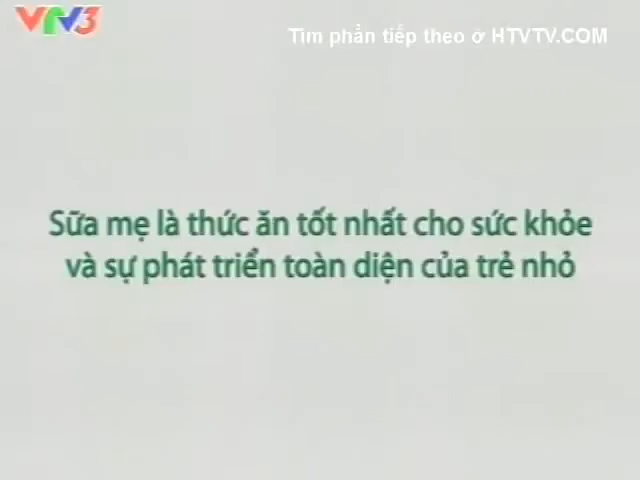 VTV3
Tìm phần tiếp theo ở HTVTV.COM
Sữa mẹ là thức ăn tốt nhất cho sức khỏe
và sự phát triển toàn diện của trẻ nhỏ